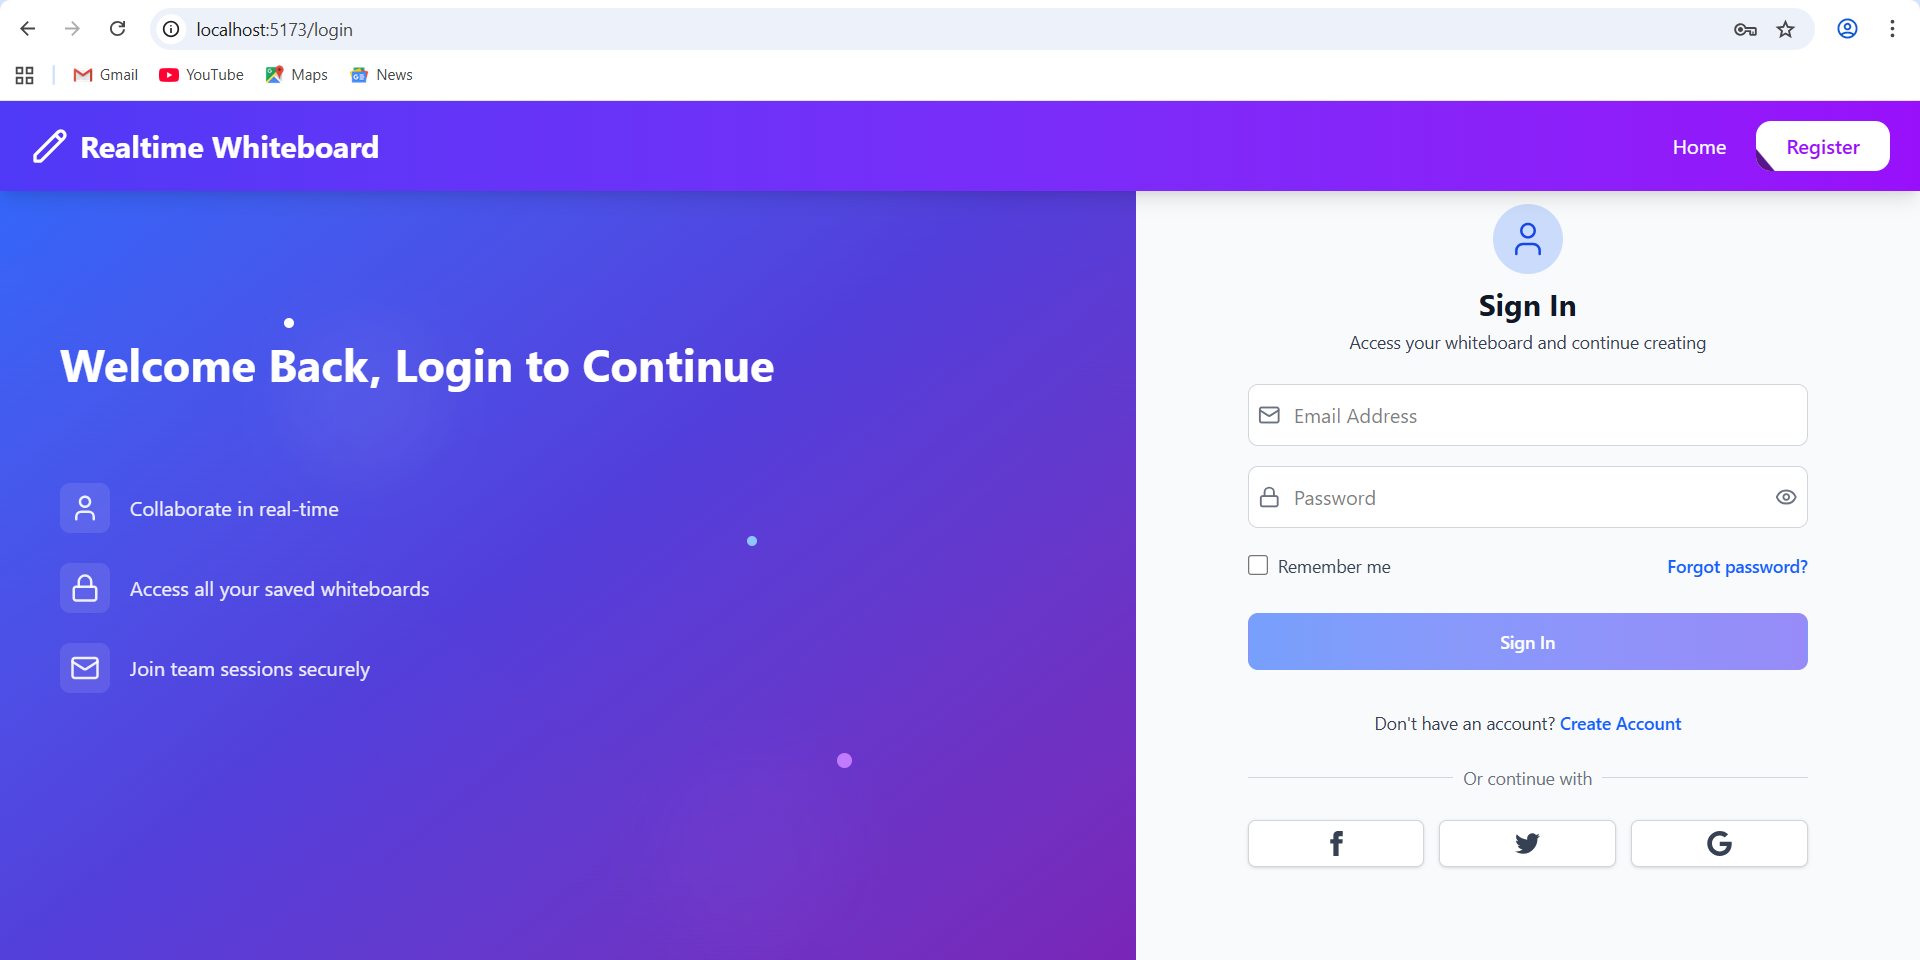 localhost:5173/login
Gmail
YouTube
Maps
News
Realtime Whiteboard
Home
Register
Welcome Back, Login to Continue
Collaborate in real-time
Access all your saved whiteboards
Join team sessions securely
Sign In
Access your whiteboard and continue creating
Email Address
Password
Remember me
Forgot password?
Sign In
Don't have an account? Create Account
Or continue with